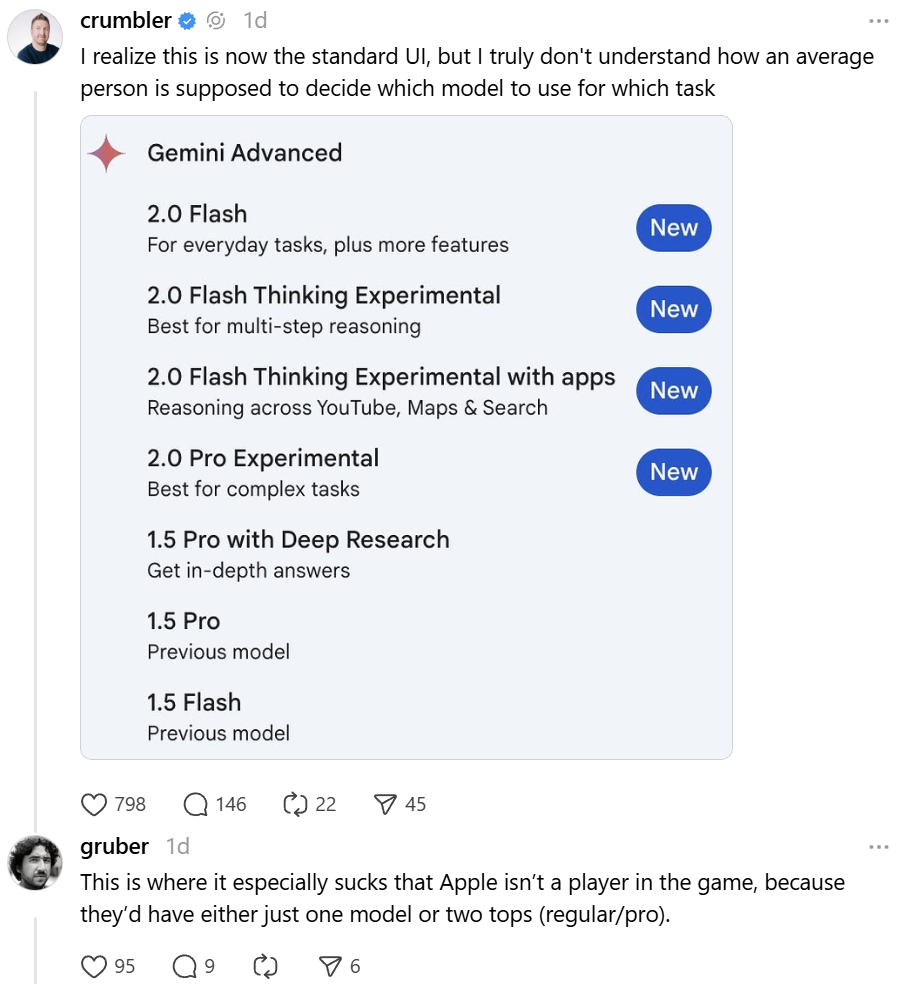 crumbler 1d
I realize this is now the standard UI, but I truly don't understand how an average
person is supposed to decide which model to use for which task
Gemini Advanced
2.0 Flash
For everyday tasks, plus more features
New
2.0 Flash Thinking Experimental
Best for multi-step reasoning
New
2.0 Flash Thinking Experimental with apps
Reasoning across YouTube, Maps & Search
New
2.0 Pro Experimental
Best for complex tasks
New
1.5 Pro with Deep Research
Get in-depth answers
1.5 Pro
Previous model
1.5 Flash
Previous model
798 146 22 45
gruber 1d
This is where it especially sucks that Apple isn’t a player in the game, because
they’d have either just one model or two tops (regular/pro).
95 9 6